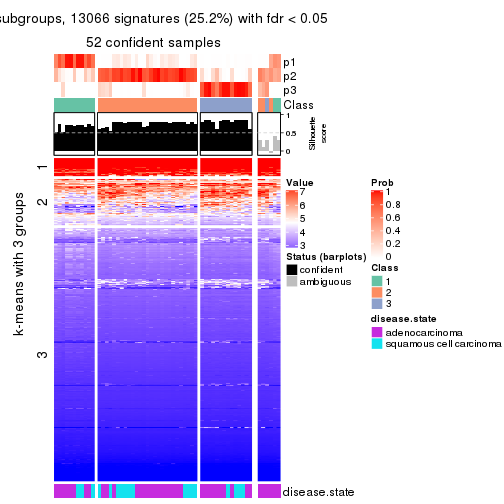 subgroups, 13066 signatures (25.2%) with fdr < 0.05
52 confident samples
p1
p2
p3
Class
1
0.5
0
Silhouette
score
k-means with 3 groups
1
2
3
Value
7
6
5
4
3
Status (barplots)
confident
ambiguous
Prob
1
0.8
0.6
0.4
0.2
0
Class
1
2
3
disease.state
adenocarcinoma
squamous cell carcinoma
disease.state